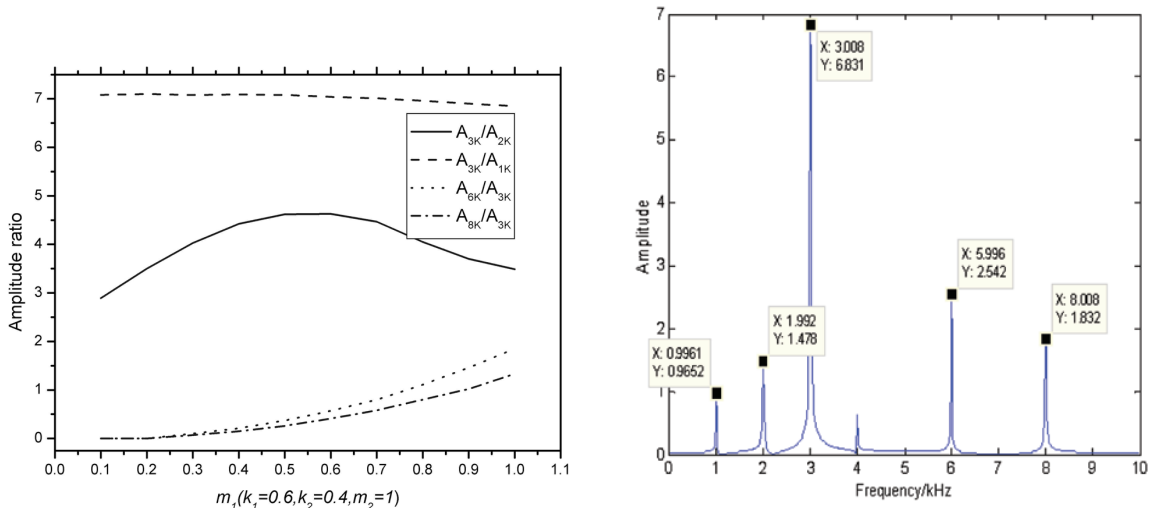 7
6
5
4
3
2
1
0
Amplitude ratio
0.0 0.1 0.2 0.3 0.4 0.5 0.6 0.7 0.8 0.9 1.0 1.1
m1(k1=0.6,k2=0.4,m2=1)
A3K/A2K
A3K/A1K
A6K/A3K
A8K/A3K
7
6
5
4
3
2
1
0
Amplitude
X: 3.008
Y: 6.831
X: 5.996
Y: 2.542
X: 1.992
Y: 1.478
X: 8.008
Y: 1.832
X: 0.9961
Y: 0.9652
0 1 2 3 4 5 6 7 8 9 10
Frequency/kHz